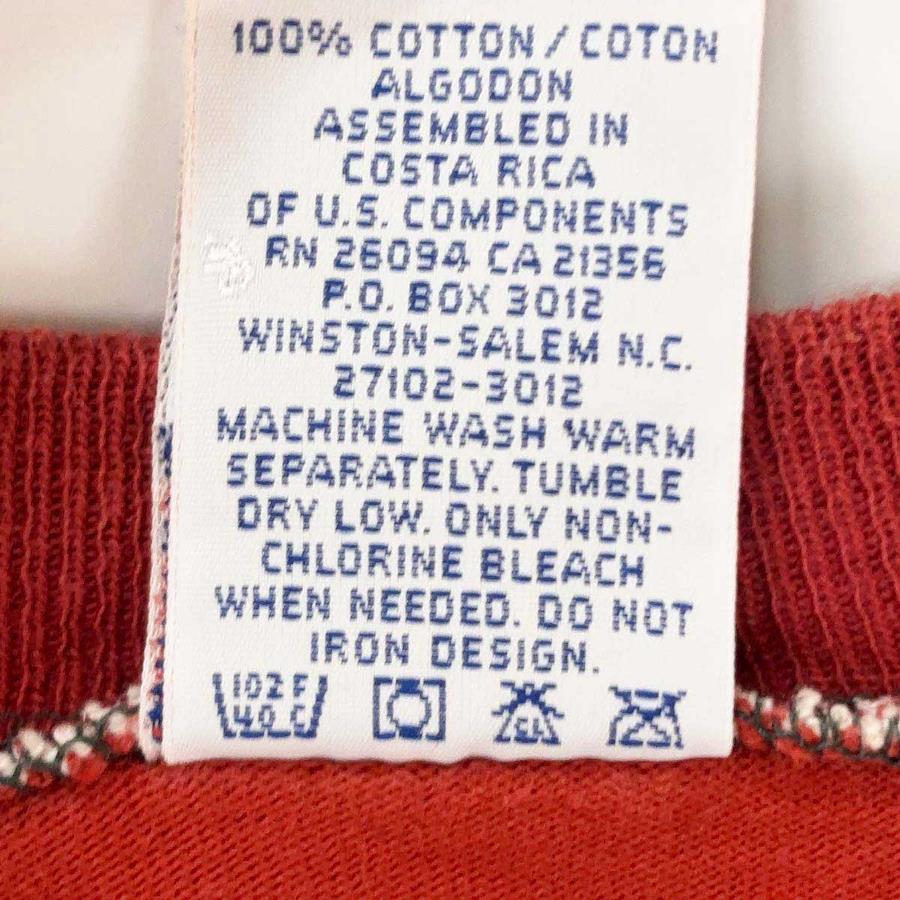 100% COTTON / COTON
ALGODON
ASSEMBLED IN
COSTA RICA
OF U.S. COMPONENTS
RN 26094 CA 21356
P.O. BOX 3012
WINSTON-SALEM N.C.
27102-3012
MACHINE WASH WARM
SEPARATELY. TUMBLE
DRY LOW. ONLY NON-
CHLORINE BLEACH
WHEN NEEDED. DO NOT
IRON DESIGN.
102 F CL
40 C